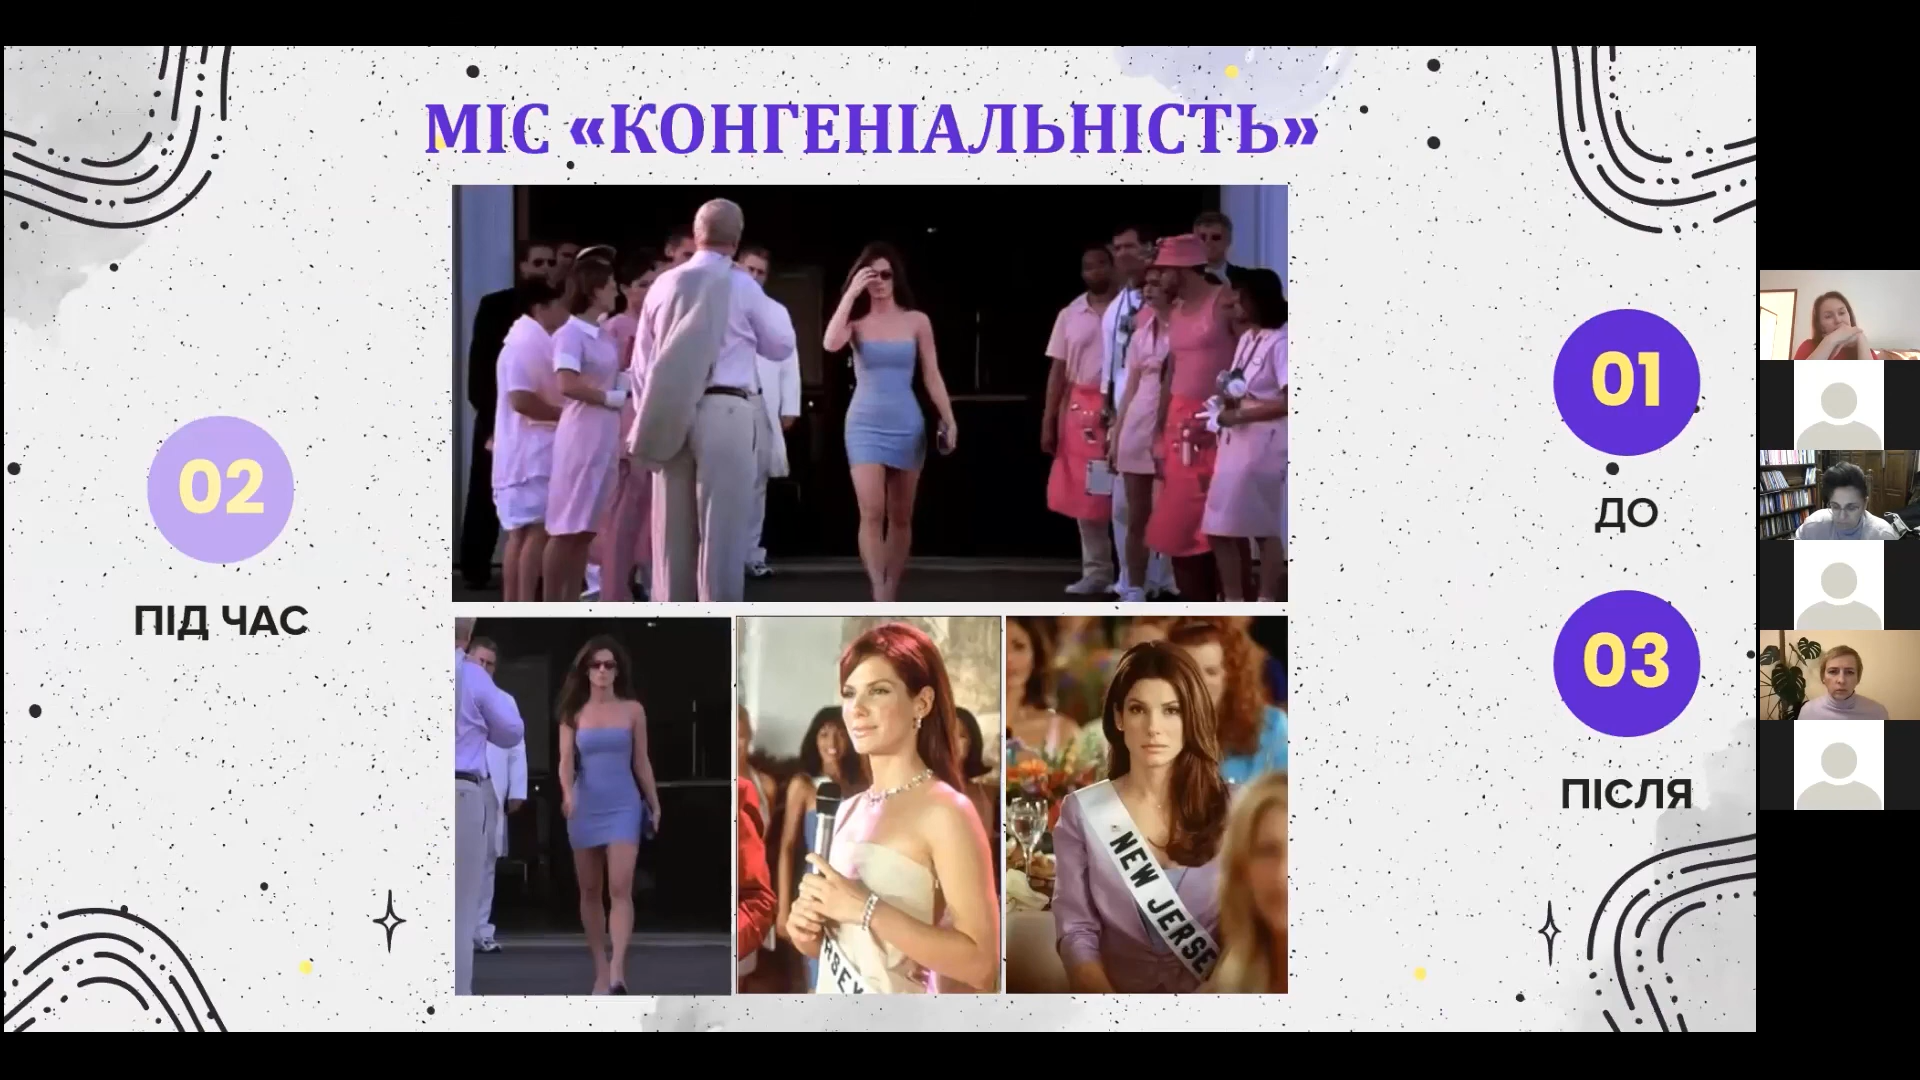 МІС «КОНГЕНІАЛЬНІСТЬ»
02
ПІД ЧАС
01
ДО
03
ПІСЛЯ
NEW JERSE